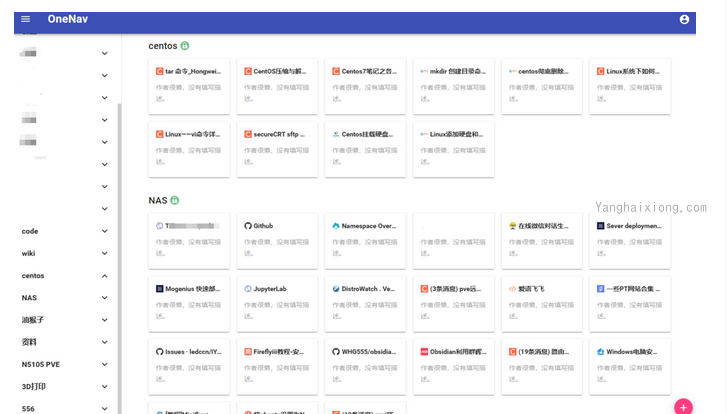 OneNav
code
wiki
centos
NAS
油猴子
资料
N5105 PVE
3D打印
556
centos
tar 命令_Hongwei...
CentOS压缩与解...
Centos7笔记之告...
mkdir 创建目录命...
centos彻底删除...
Linux系统下如何...
作者很懒，没有填写描述。
作者很懒，没有填写描述。
作者很懒，没有填写描述。
作者很懒，没有填写描述。
作者很懒，没有填写描述。
作者很懒，没有填写描述。
Linux——vi命令详...
secureCRT sftp ...
Centos挂载硬盘...
Linux添加硬盘和...
作者很懒，没有填写描述。
作者很懒，没有填写描述。
作者很懒，没有填写描述。
作者很懒，没有填写描述。
NAS
Yanghaixiong.com
Github
Namespace Over...
在线微信对话生...
Sever deploymen...
作者很懒，没有填写描述。
作者很懒，没有填写描述。
作者很懒，没有填写描述。
作者很懒，没有填写描述。
作者很懒，没有填写描述。
作者很懒，没有填写描述。
Mogenius 快速部...
JupyterLab
DistroWatch . Ve...
(3条消息) pve远...
爱语飞飞
一些PT网站合集 ...
作者很懒，没有填写描述。
作者很懒，没有填写描述。
作者很懒，没有填写描述。
作者很懒，没有填写描述。
作者很懒，没有填写描述。
作者很懒，没有填写描述。
Issues · ledccn/IY...
Fireflyiii教程-安...
WHG555/obsidia...
Obsidian利用群晖...
(19条消息) 路由...
Windows电脑安...
作者很懒，没有填写描述。
作者很懒，没有填写描述。
作者很懒，没有填写描述。
作者很懒，没有填写描述。
作者很懒，没有填写描述。
作者很懒，没有填写描述。